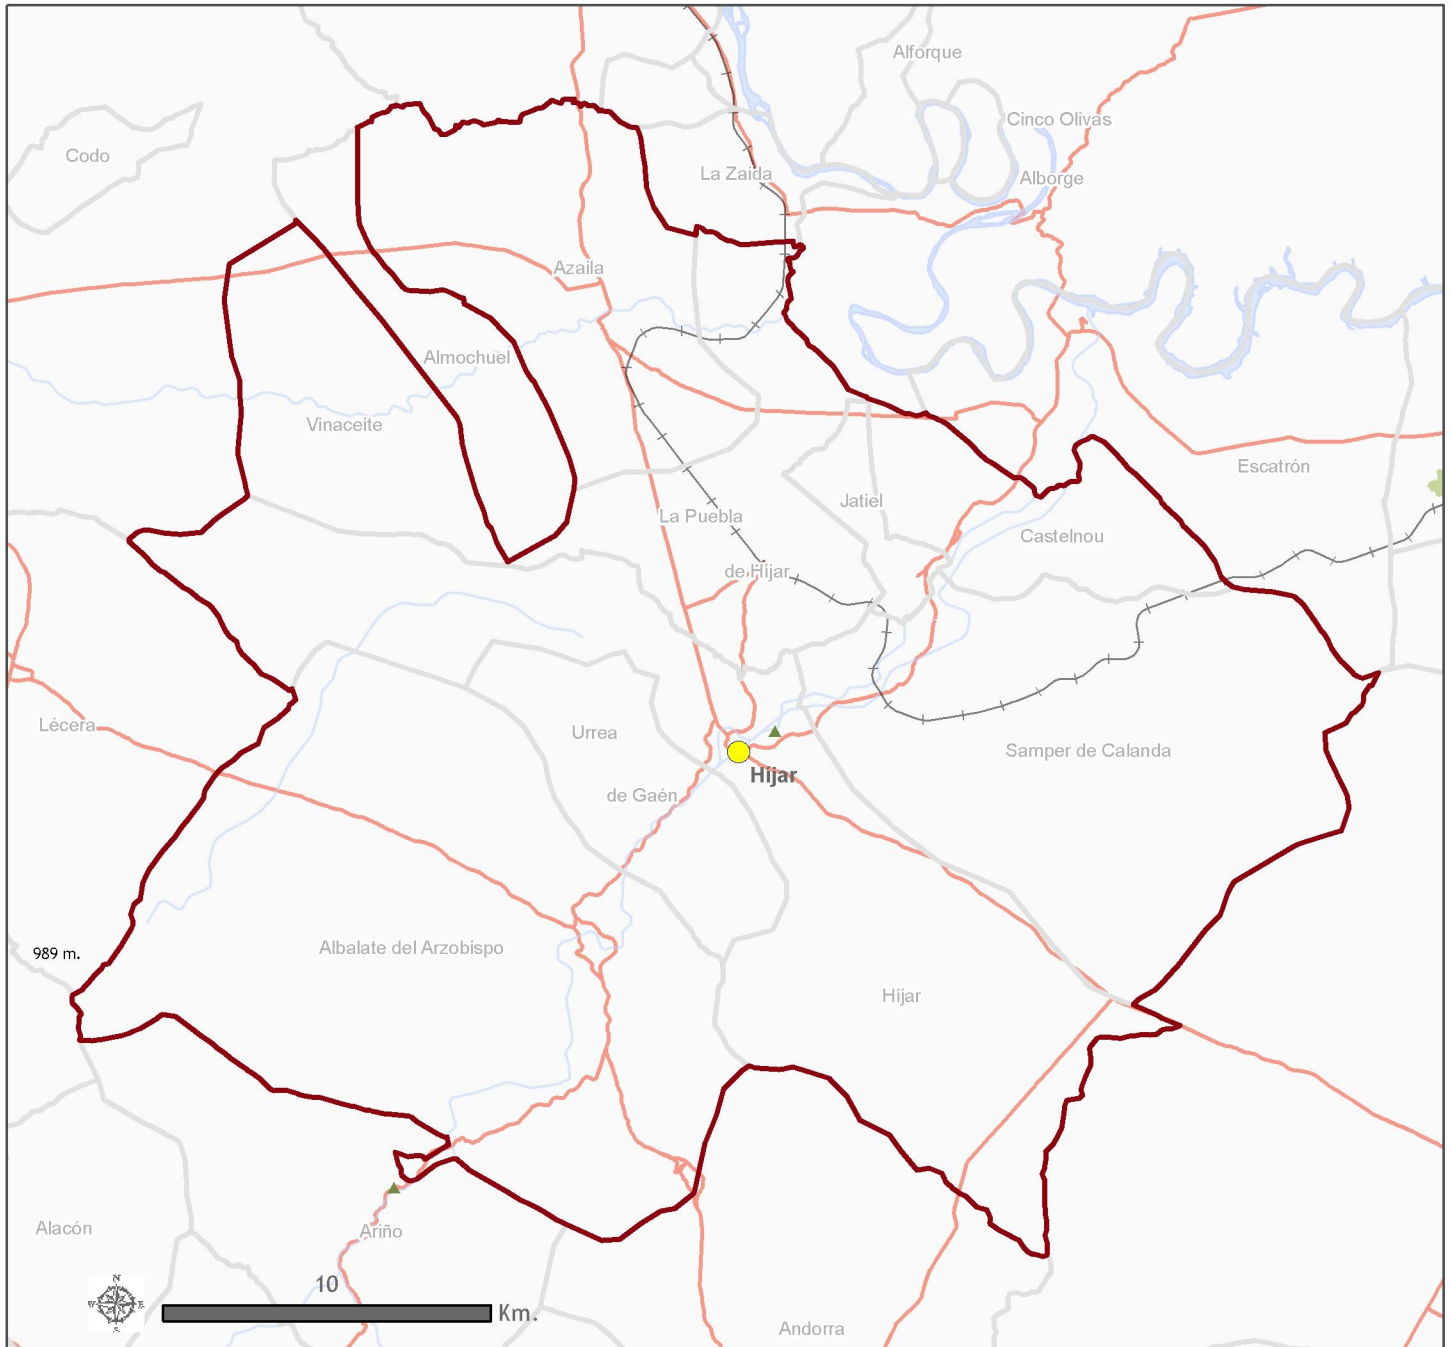 Alforque
Cinco Olivas
Codo
La Zaida
Alborge
Azaila
Almochuel
Vinaceite
Escatrón
Jatiel
La Puebla
de Híjar
Castelnou
Lécera
Urrea
de Gaén
Híjar
Samper de Calanda
989 m.
Albalate del Arzobispo
Híjar
Alacón
Ariño
N
W
E
S
10
Km.
Andorra